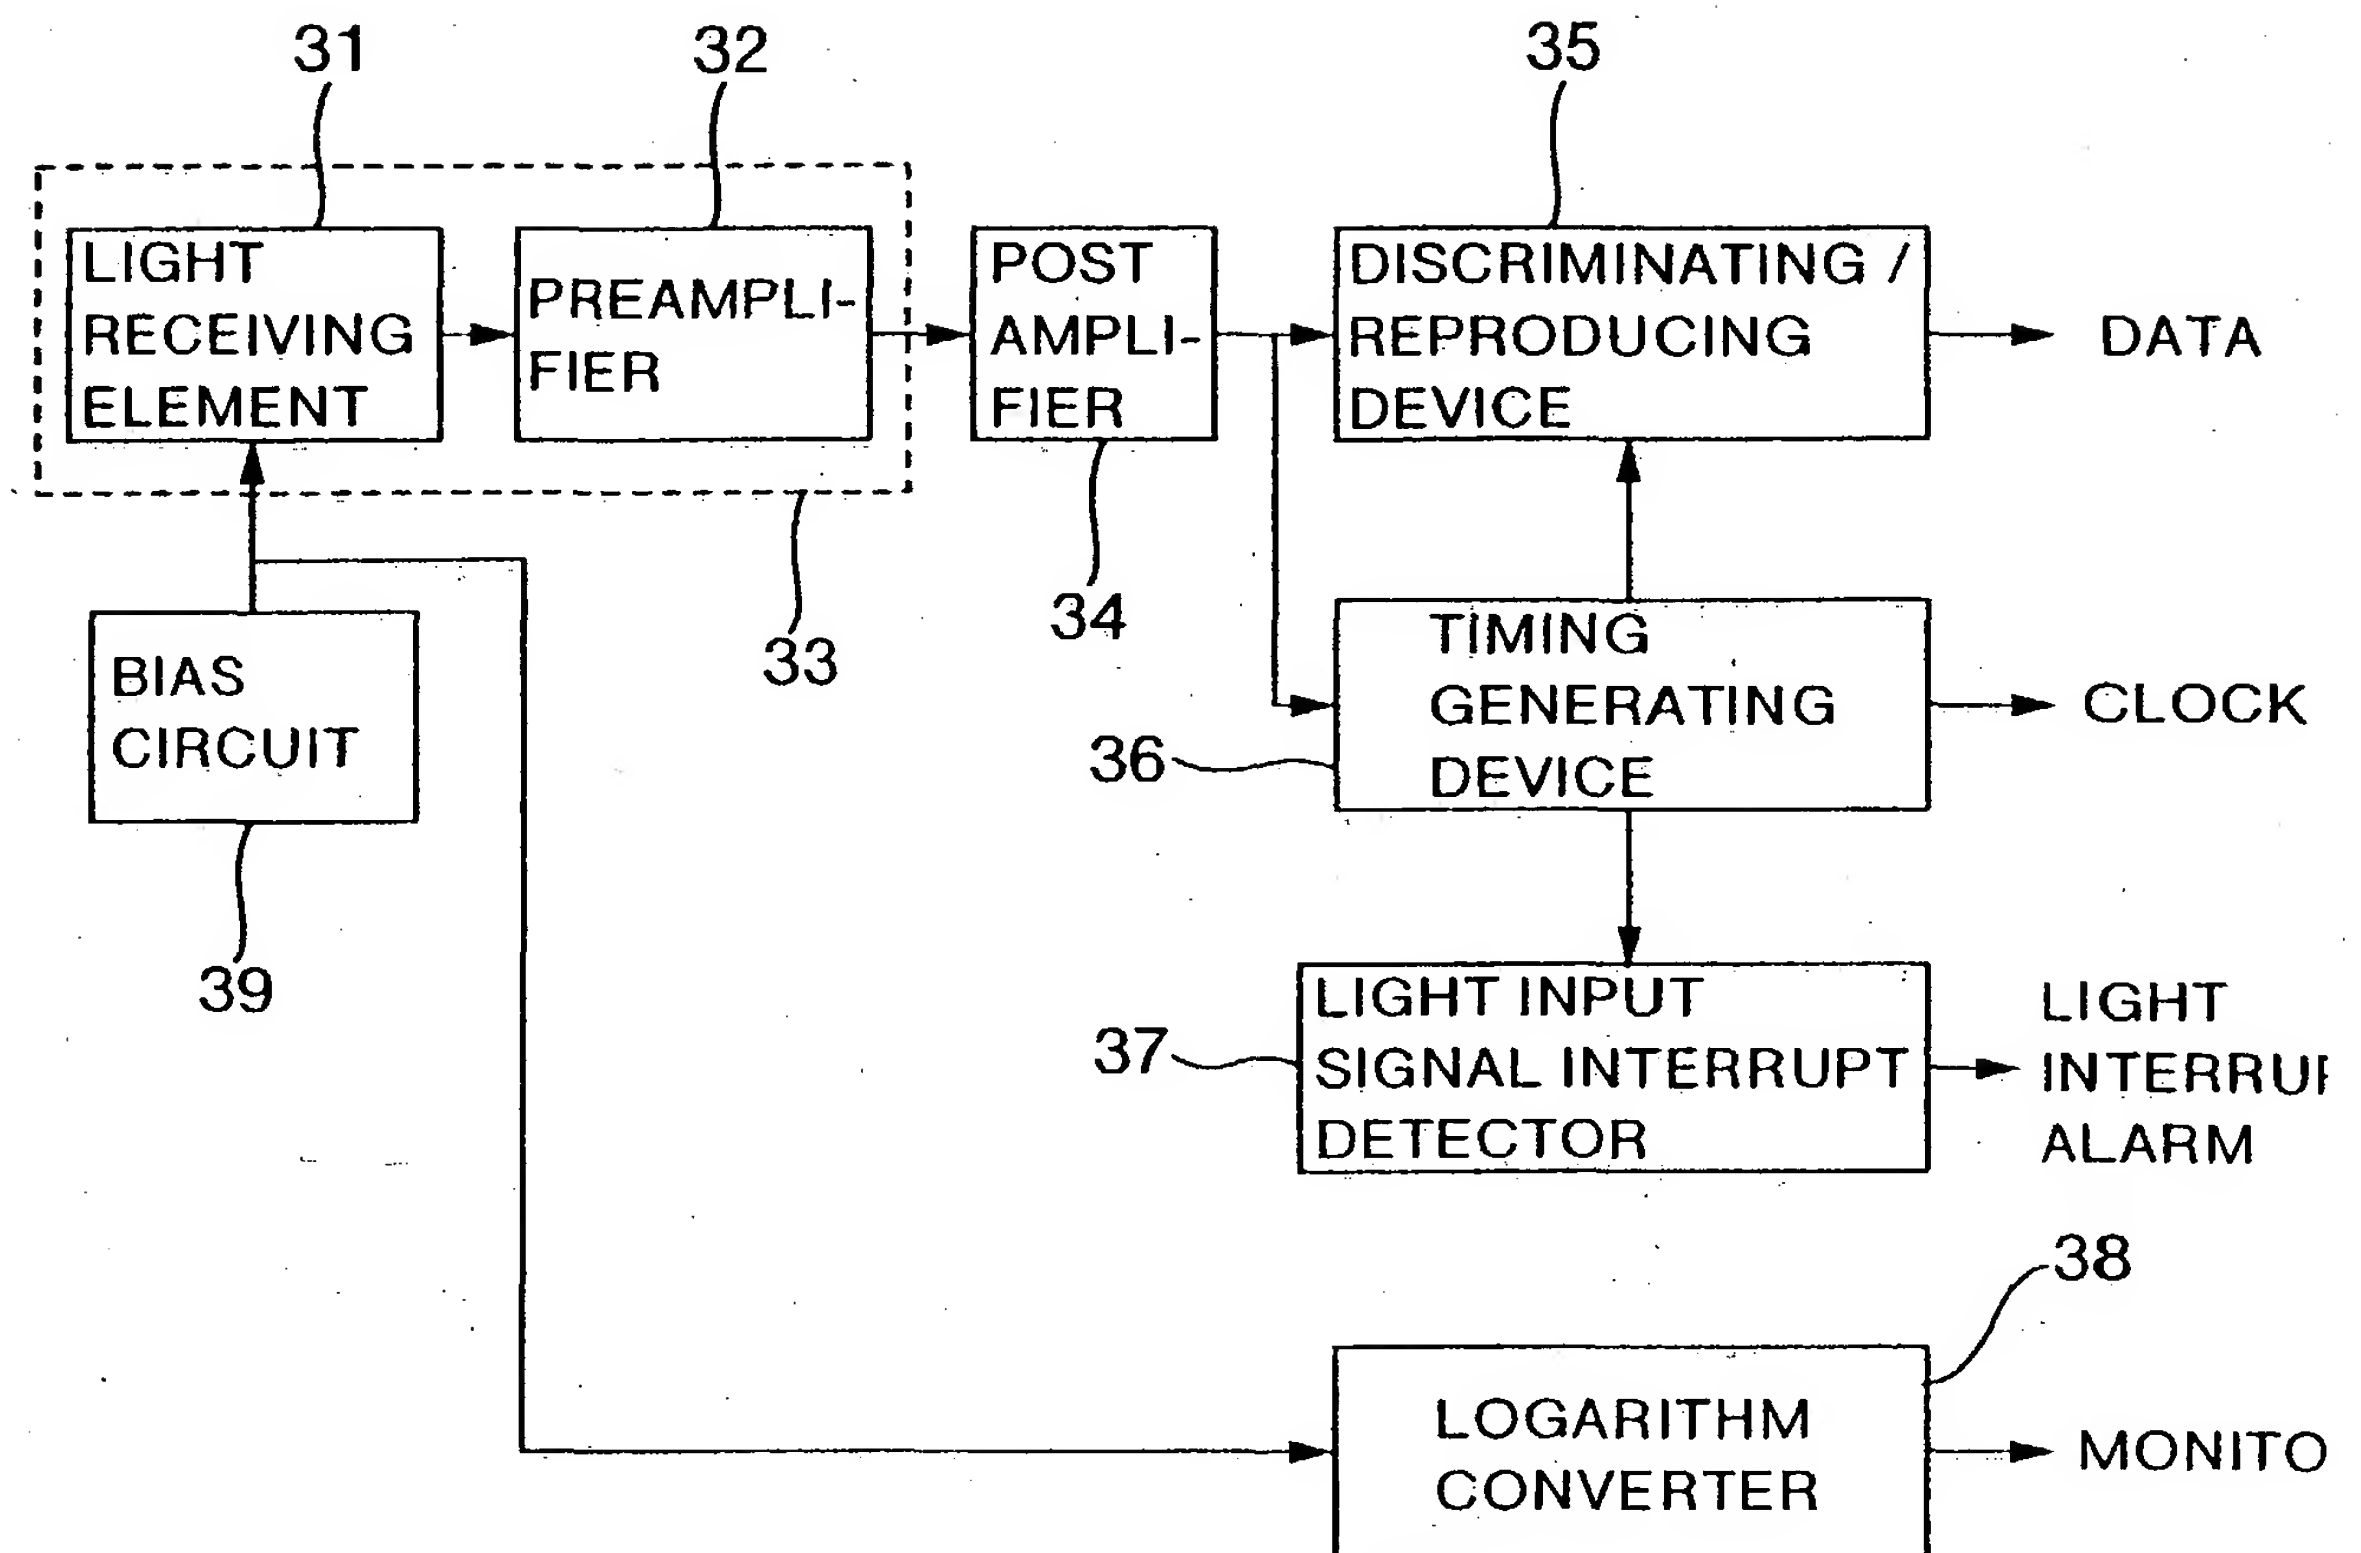 31
32
35
LIGHT
RECEIVING
ELEMENT
PREAMPLI-
FIER
POST
AMPLI-
FIER
DISCRIMINATING /
REPRODUCING
DEVICE
DATA
33
34
BIAS
CIRCUIT
39
TIMING
GENERATING
DEVICE
CLOCK
36
LIGHT INPUT
SIGNAL INTERRUPT
DETECTOR
37
LIGHT
ALARM
38
LOGARITHM
CONVERTER
MONITO